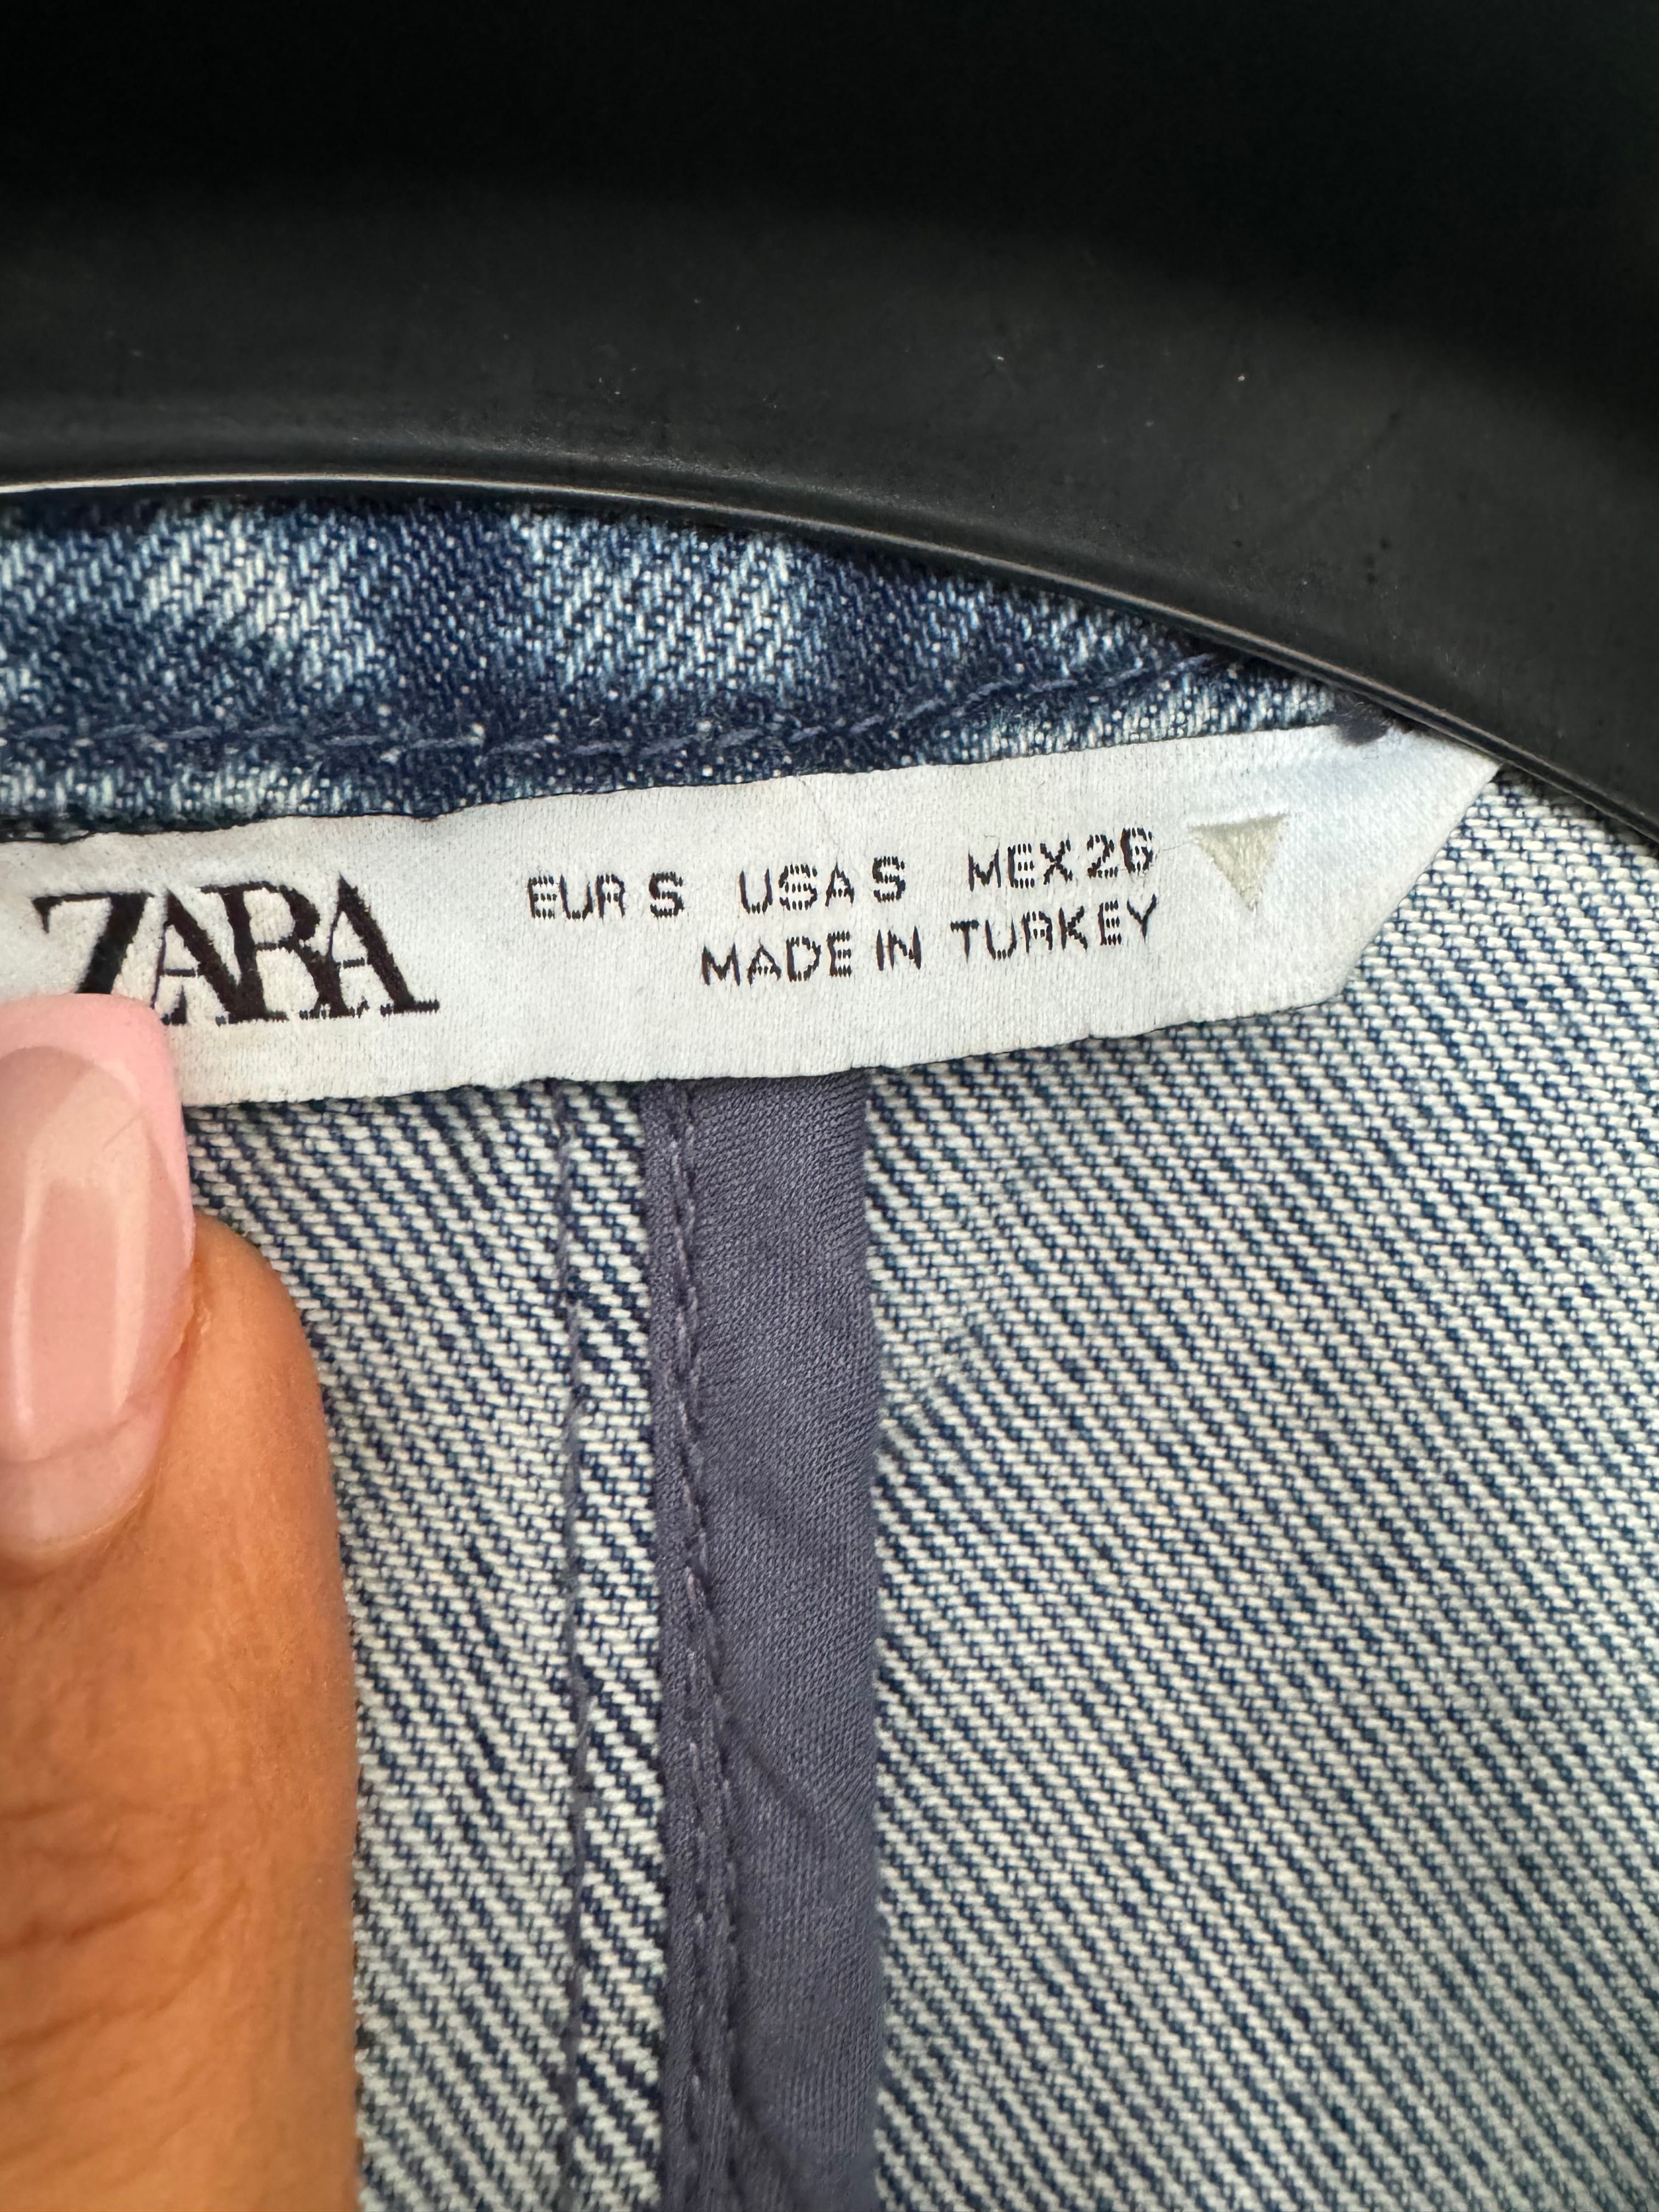 ZARA
EUR S USA S MEX 26
MADE IN TURKEY